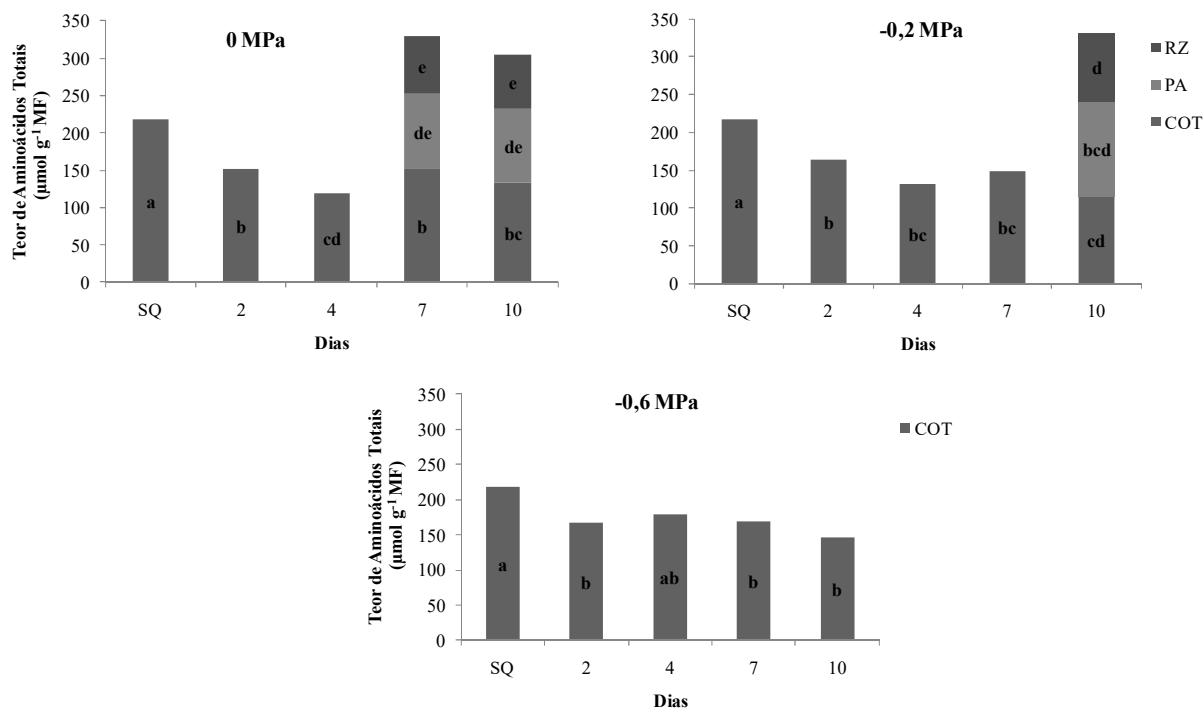 0 MPa
Teor de Aminoácidos Totais
(µmol g⁻¹ MF)
350
300
250
200
150
100
50
0
a
b
cd
e
de
b
e
de
bc
SQ 2 4 7 10
Dias
-0,2 MPa
350
300
250
200
150
100
50
0
a
b
bc
bc
d
bcd
cd
SQ 2 4 7 10
Dias
RZ
PA
COT
-0,6 MPa
Teor de Aminoácidos Totais
(µmol g⁻¹ MF)
350
300
250
200
150
100
50
0
a
b
ab
b
b
SQ 2 4 7 10
Dias
COT